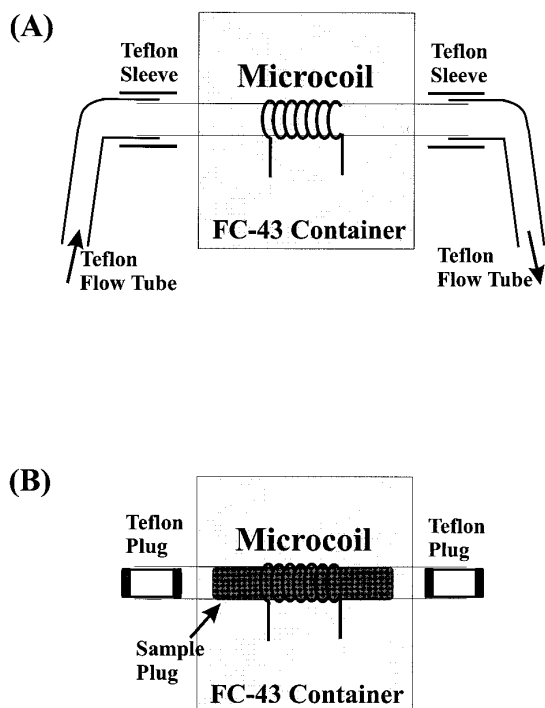 (A)
Teflon
Sleeve
Microcoil
Teflon
Sleeve
FC-43 Container
Teflon
Flow Tube
Teflon
Flow Tube
(B)
Teflon
Plug
Microcoil
Teflon
Plug
Sample
Plug
FC-43 Container